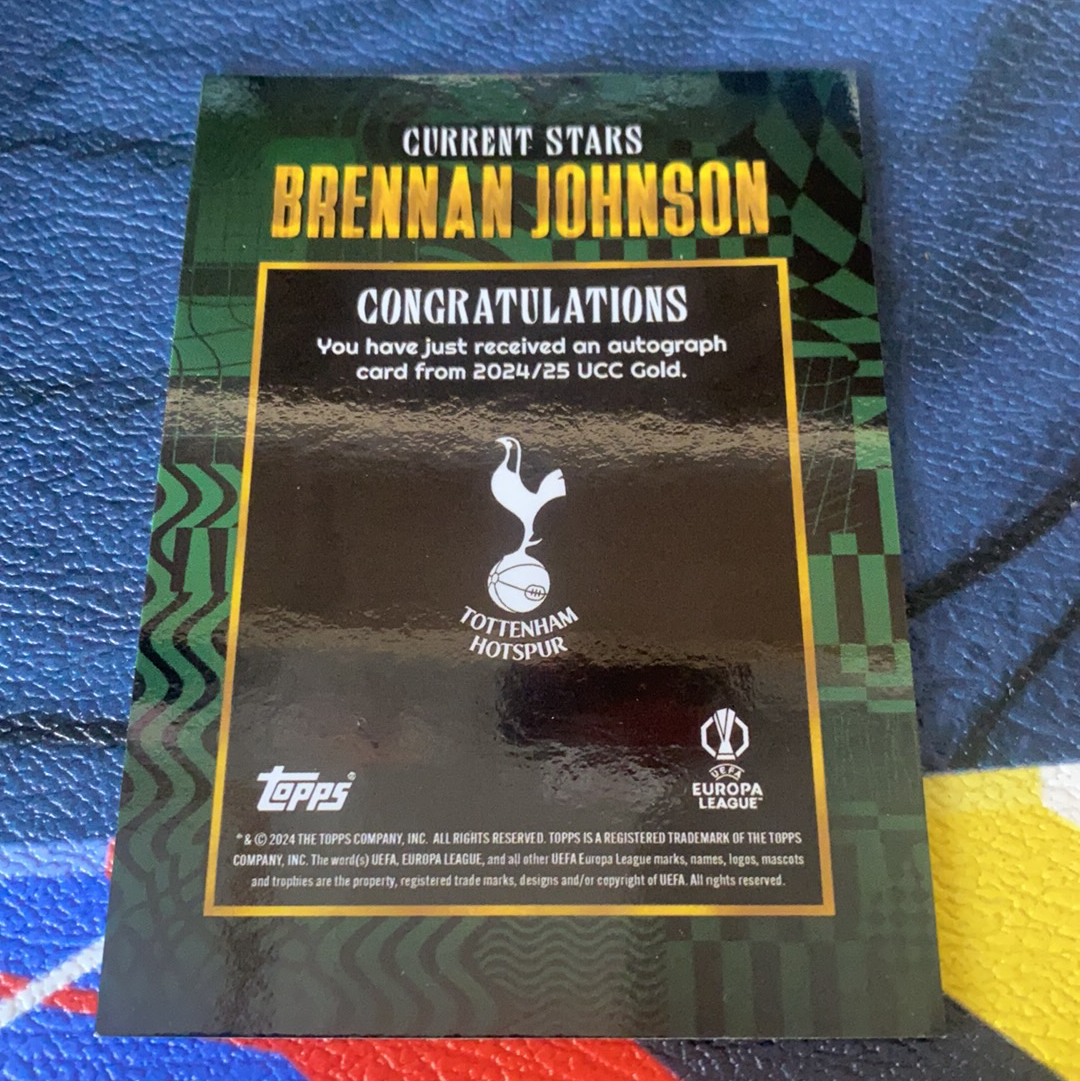 CURRENT STARS
BRENNAN JOHNSON
CONGRATULATIONS
You have just received an autograph
card from 2024/25 UCC Gold.
TOTTENHAM
HOTSPUR
topps®
UEFA
EUROPA
LEAGUE™
® & © 2024 THE TOPPS COMPANY, INC. ALL RIGHTS RESERVED. TOPPS IS A REGISTERED TRADEMARK OF THE TOPPS
COMPANY, INC. The word(s) UEFA, EUROPA LEAGUE, and all other UEFA Europa League marks, names, logos, mascots
and trophies are the property, registered trade marks, designs and/or copyright of UEFA. All rights reserved.